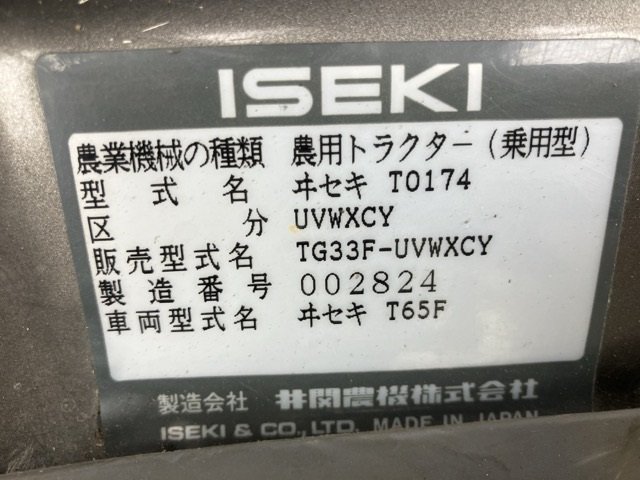 ISEKI
農業機械の種類 農用トラクター(乗用型)
型式名 ヰセキ T0174
区分 UVWXCY
販売型式名 TG33F-UVWXCY
製造番号 002824
車両型式名 ヰセキ T65F
製造会社 井関農機株式会社
ISEKI & CO., LTD. MADE IN JAPAN